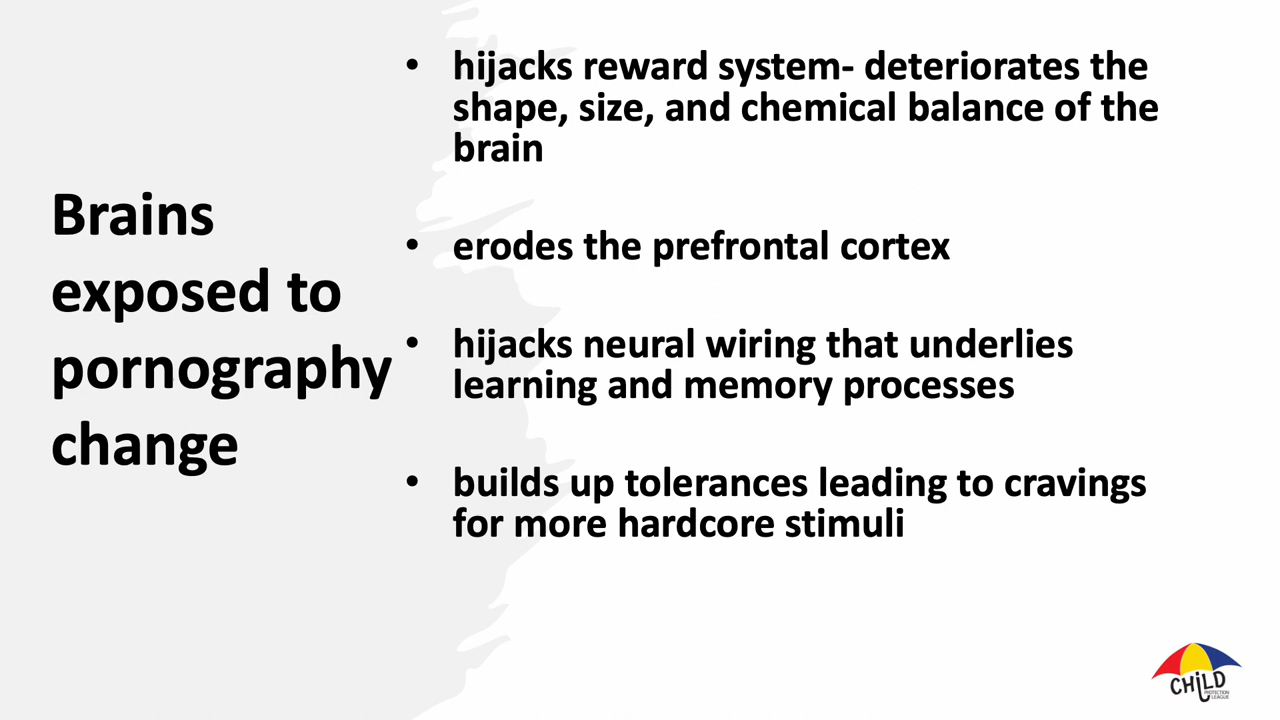 Brains
exposed to
pornography
change
• hijacks reward system- deteriorates the
shape, size, and chemical balance of the
brain
• erodes the prefrontal cortex
• hijacks neural wiring that underlies
learning and memory processes
• builds up tolerances leading to cravings
for more hardcore stimuli
CHiLD
PROTECTION
LEAGUE